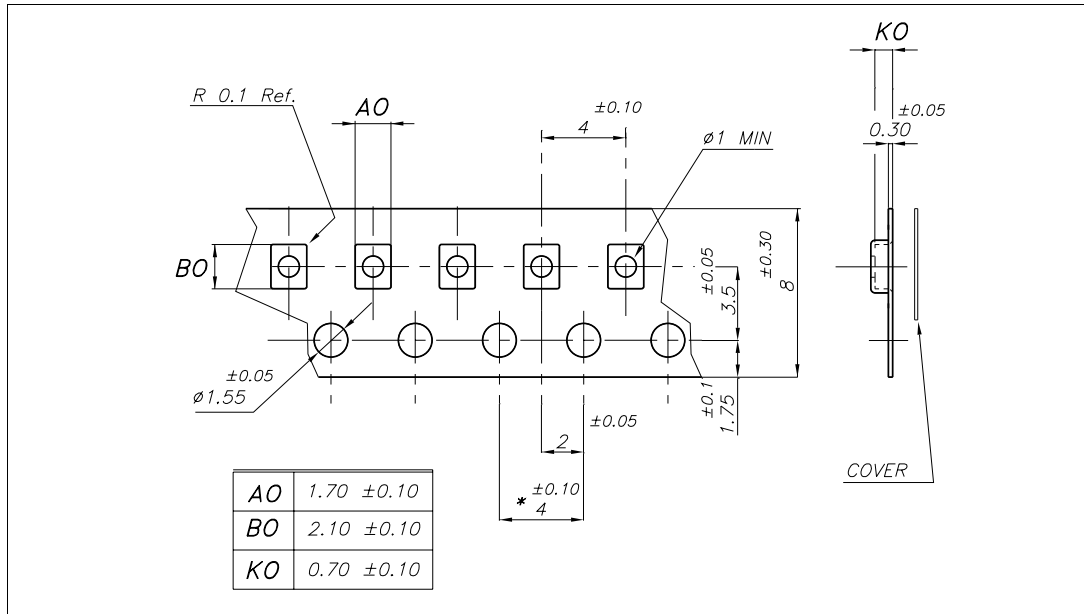 KO
R 0.1 Ref.
AO
±0.10
4
ø1 MIN
±0.05
0.30
BO
±0.05
3.5
±0.30
8
±0.05
ø1.55
±0.1
1.75
±0.05
2
±0.10
* 4
COVER
AO 1.70 ±0.10
BO 2.10 ±0.10
KO 0.70 ±0.10